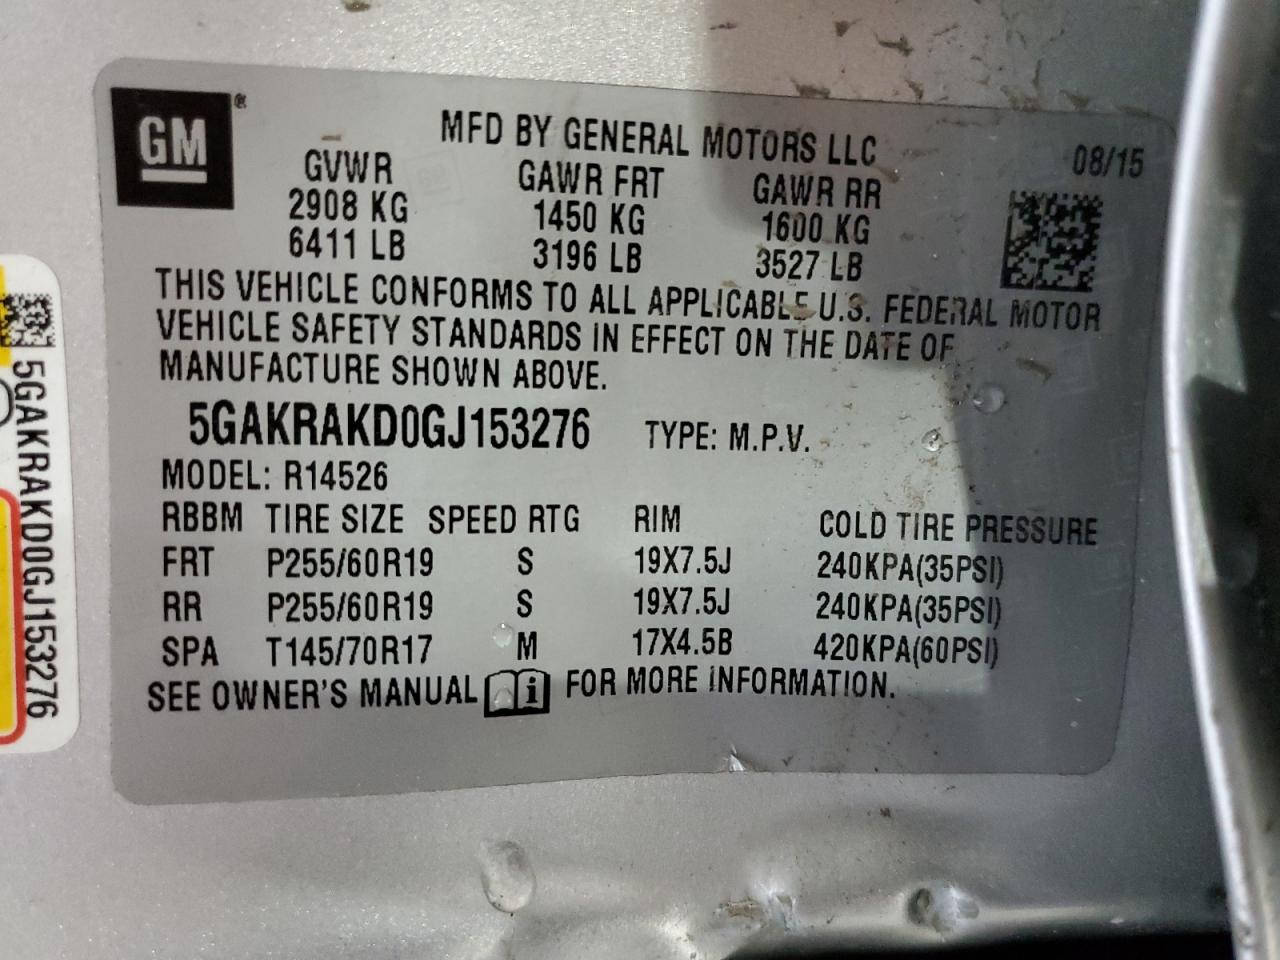 GM®
MFD BY GENERAL MOTORS LLC
08/15
GVWR GAWR FRT GAWR RR
2908 KG 1450 KG 1600 KG
6411 LB 3196 LB 3527 LB
THIS VEHICLE CONFORMS TO ALL APPLICABLE U.S. FEDERAL MOTOR
VEHICLE SAFETY STANDARDS IN EFFECT ON THE DATE OF
MANUFACTURE SHOWN ABOVE.
5GAKRAKD0GJ153276 TYPE: M.P.V.
MODEL: R14526
RBBM TIRE SIZE SPEED RTG RIM COLD TIRE PRESSURE
FRT P255/60R19 S 19X7.5J 240KPA(35PSI)
RR P255/60R19 S 19X7.5J 240KPA(35PSI)
SPA T145/70R17 M 17X4.5B 420KPA(60PSI)
SEE OWNER'S MANUAL i FOR MORE INFORMATION.
5GAKRAKD0GJ153276